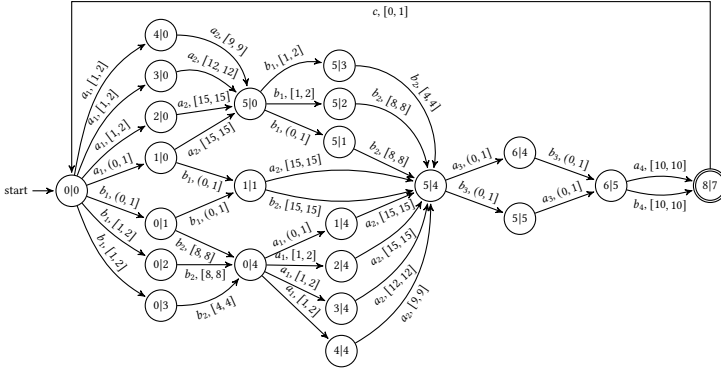 c, [0, 1]
4|0
a₂, [9, 9]
a₁, [1, 2]
3|0
a₂, [12, 12]
b₁, [1, 2]
5|3
b₂, [4, 4]
a₁, [1, 2]
2|0
a₂, [15, 15]
5|0
b₁, [1, 2]
5|2
b₂, [8, 8]
a₁, [1, 2]
a₂, [15, 15]
b₁, (0, 1]
5|1
b₂, [8, 8]
a₁, (0, 1]
1|0
a₃, (0, 1]
6|4
b₃, (0, 1]
start
0|0
b₁, (0, 1]
1|1
a₂, [15, 15]
5|4
6|5
a₄, [10, 10]
8|7
b₁, (0, 1]
0|1
b₁, (0, 1]
b₂, [15, 15]
b₃, (0, 1]
5|5
a₃, (0, 1]
b₄, [10, 10]
b₁, [1, 2]
b₂, [8, 8]
a₁, (0, 1]
1|4
a₂, [15, 15]
b₁, [1, 2]
0|2
b₂, [8, 8]
0|4
a₁, [1, 2]
2|4
a₂, [15, 15]
0|3
b₂, [4, 4]
a₁, [1, 2]
3|4
a₂, [12, 12]
a₁, [1, 2]
4|4
a₂, [9, 9]